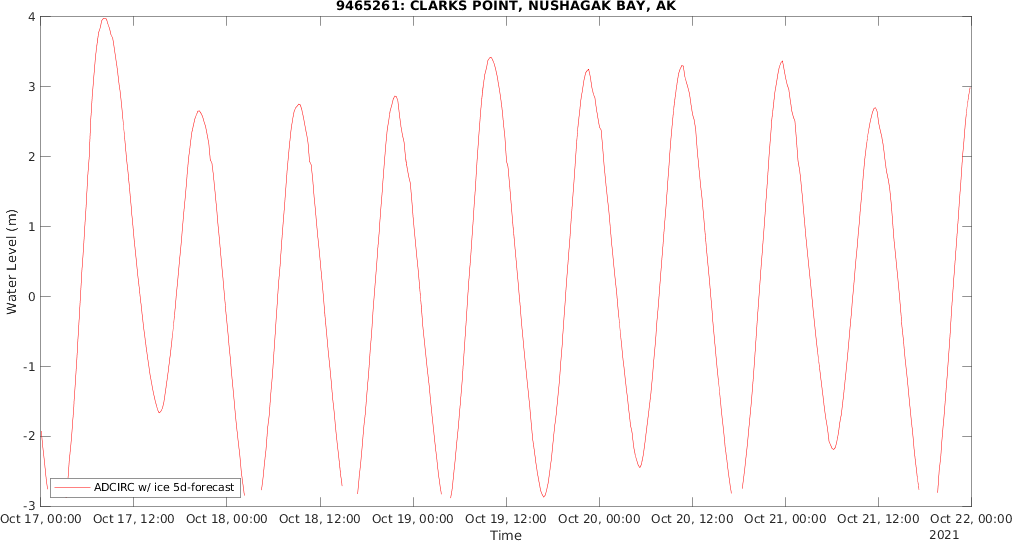 9465261: CLARKS POINT, NUSHAGAK BAY, AK
4
3
2
1
0
-1
-2
-3
Water Level (m)
ADCIRC w/ ice 5d-forecast
Oct 17, 00:00 Oct 17, 12:00 Oct 18, 00:00 Oct 18, 12:00 Oct 19, 00:00 Oct 19, 12:00 Oct 20, 00:00 Oct 20, 12:00 Oct 21, 00:00 Oct 21, 12:00 Oct 22, 00:00
Time
2021